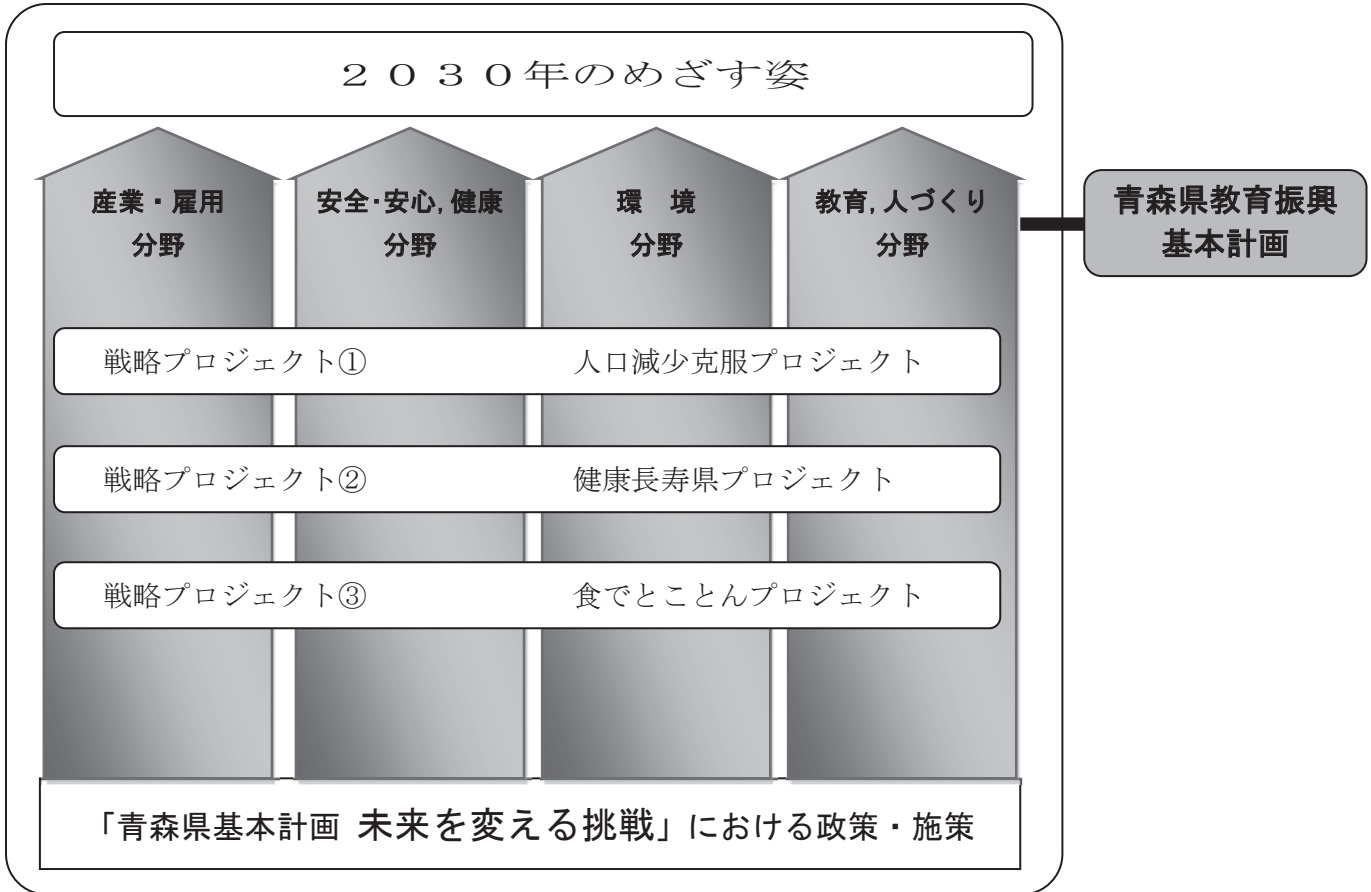 ２０３０年のめざす姿
産業・雇用
分野
安全・安心,健康
分野
環　境
分野
教育,人づくり
分野
青森県教育振興
基本計画
戦略プロジェクト①　人口減少克服プロジェクト
戦略プロジェクト②　健康長寿県プロジェクト
戦略プロジェクト③　食でとことんプロジェクト
「青森県基本計画 未来を変える挑戦」における政策・施策